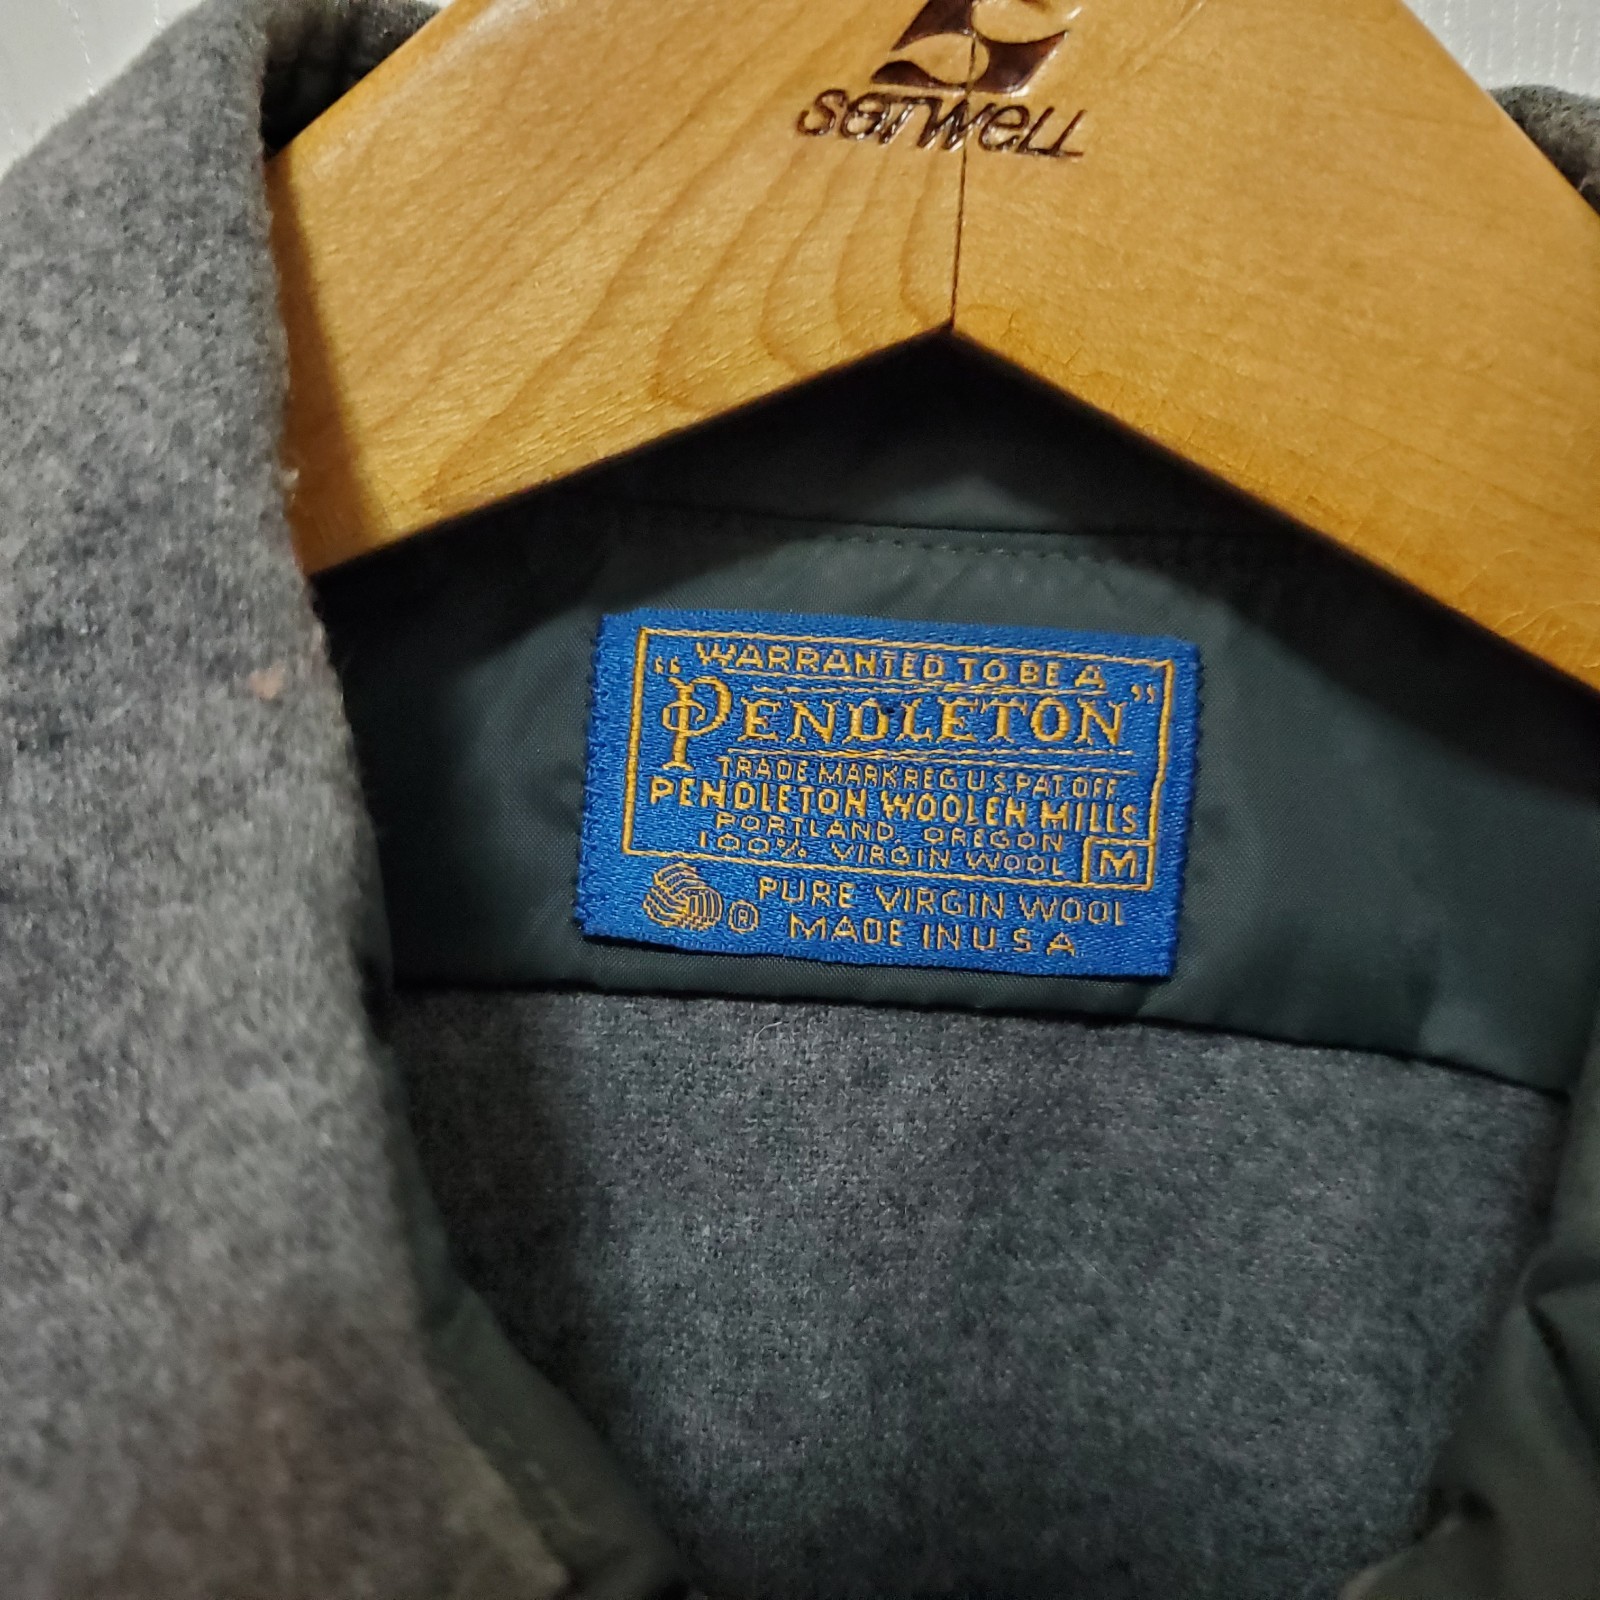 setwell
"WARRANTED TO BE A
PENDLETON"
TRADE MARK REG U.S. PAT. OFF.
PENDLETON WOOLEN MILLS
PORTLAND, OREGON
100% VIRGIN WOOL M
® PURE VIRGIN WOOL
MADE IN U.S.A.